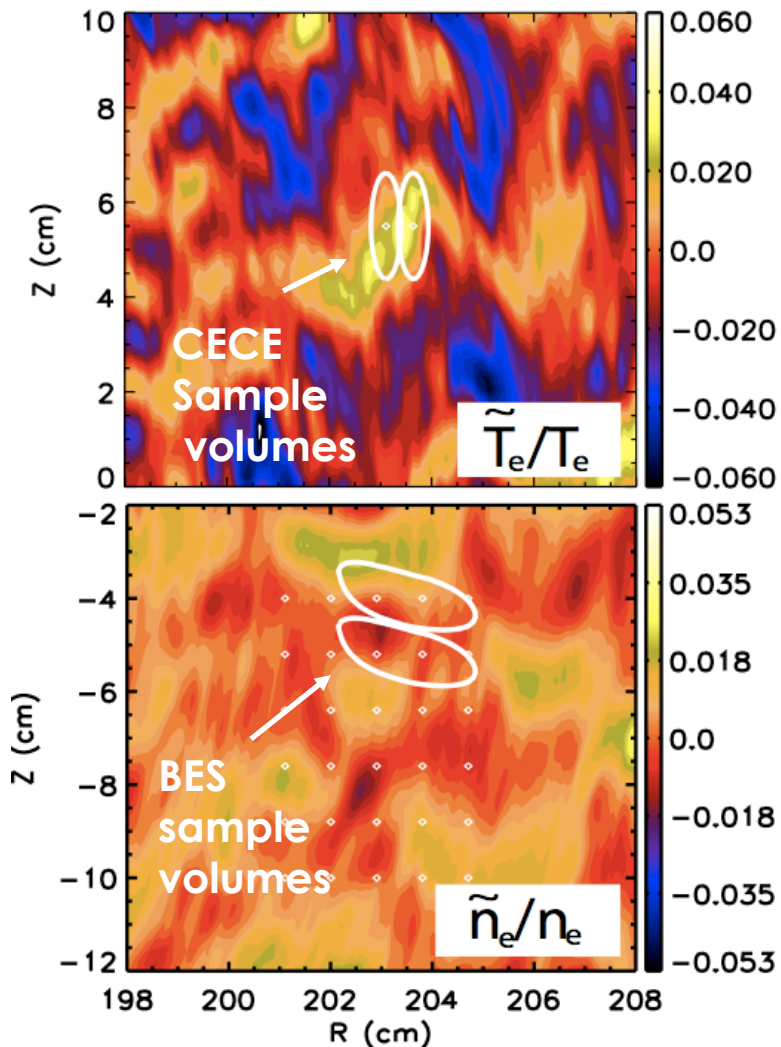 10
8
6
4
2
0
Z (cm)
CECE
Sample
volumes
T̃e/Te
0.060
0.040
0.020
0.0
−0.020
−0.040
−0.060
−2
−4
−6
−8
−10
−12
Z (cm)
BES
sample
volumes
ñe/ne
0.053
0.035
0.018
0.0
−0.018
−0.035
−0.053
198 200 202 204 206 208
R (cm)